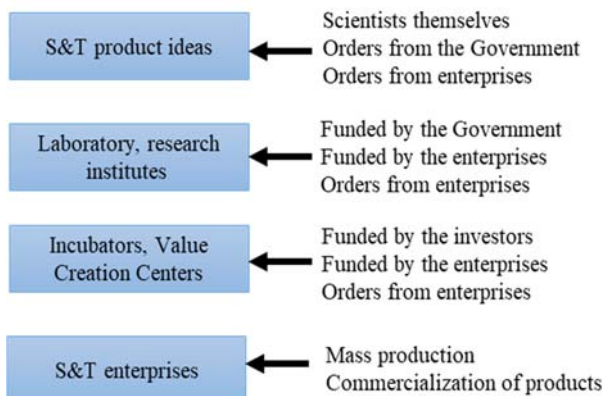 S&T product ideas
Scientists themselves
Orders from the Government
Orders from enterprises
Laboratory, research
institutes
Funded by the Government
Funded by the enterprises
Orders from enterprises
Incubators, Value
Creation Centers
Funded by the investors
Funded by the enterprises
Orders from enterprises
S&T enterprises
Mass production
Commercialization of products